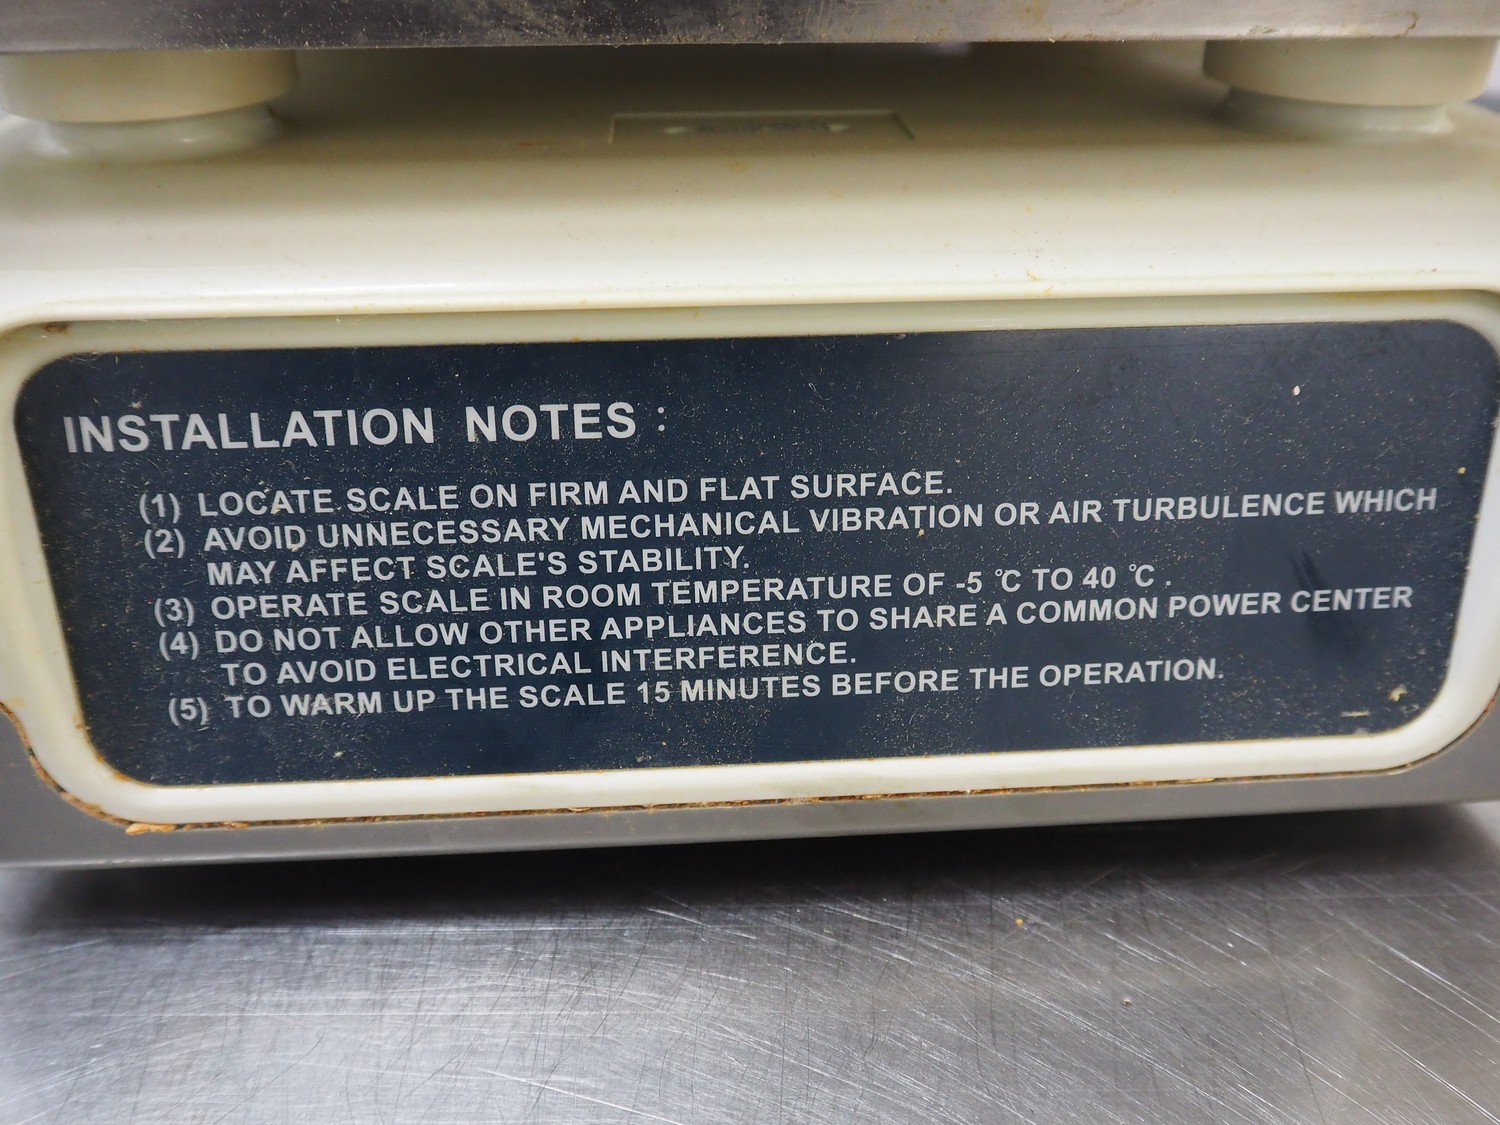 INSTALLATION NOTES :
(1) LOCATE SCALE ON FIRM AND FLAT SURFACE.
(2) AVOID UNNECESSARY MECHANICAL VIBRATION OR AIR TURBULENCE WHICH
MAY AFFECT SCALE'S STABILITY.
(3) OPERATE SCALE IN ROOM TEMPERATURE OF -5 ℃ TO 40 ℃ .
(4) DO NOT ALLOW OTHER APPLIANCES TO SHARE A COMMON POWER CENTER
TO AVOID ELECTRICAL INTERFERENCE.
(5) TO WARM UP THE SCALE 15 MINUTES BEFORE THE OPERATION.